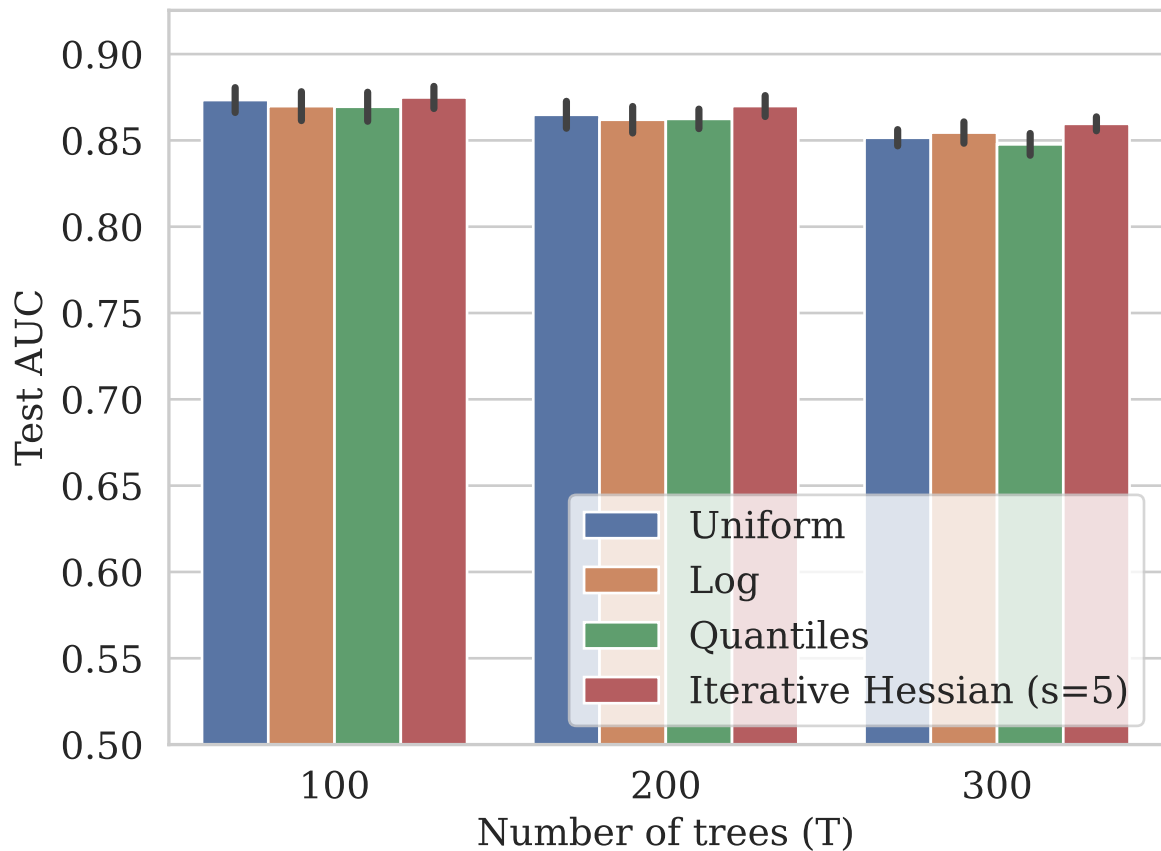 0.90
0.85
0.80
0.75
0.70
0.65
0.60
0.55
0.50
Test AUC
Uniform
Log
Quantiles
Iterative Hessian (s=5)
100 200 300
Number of trees (T)